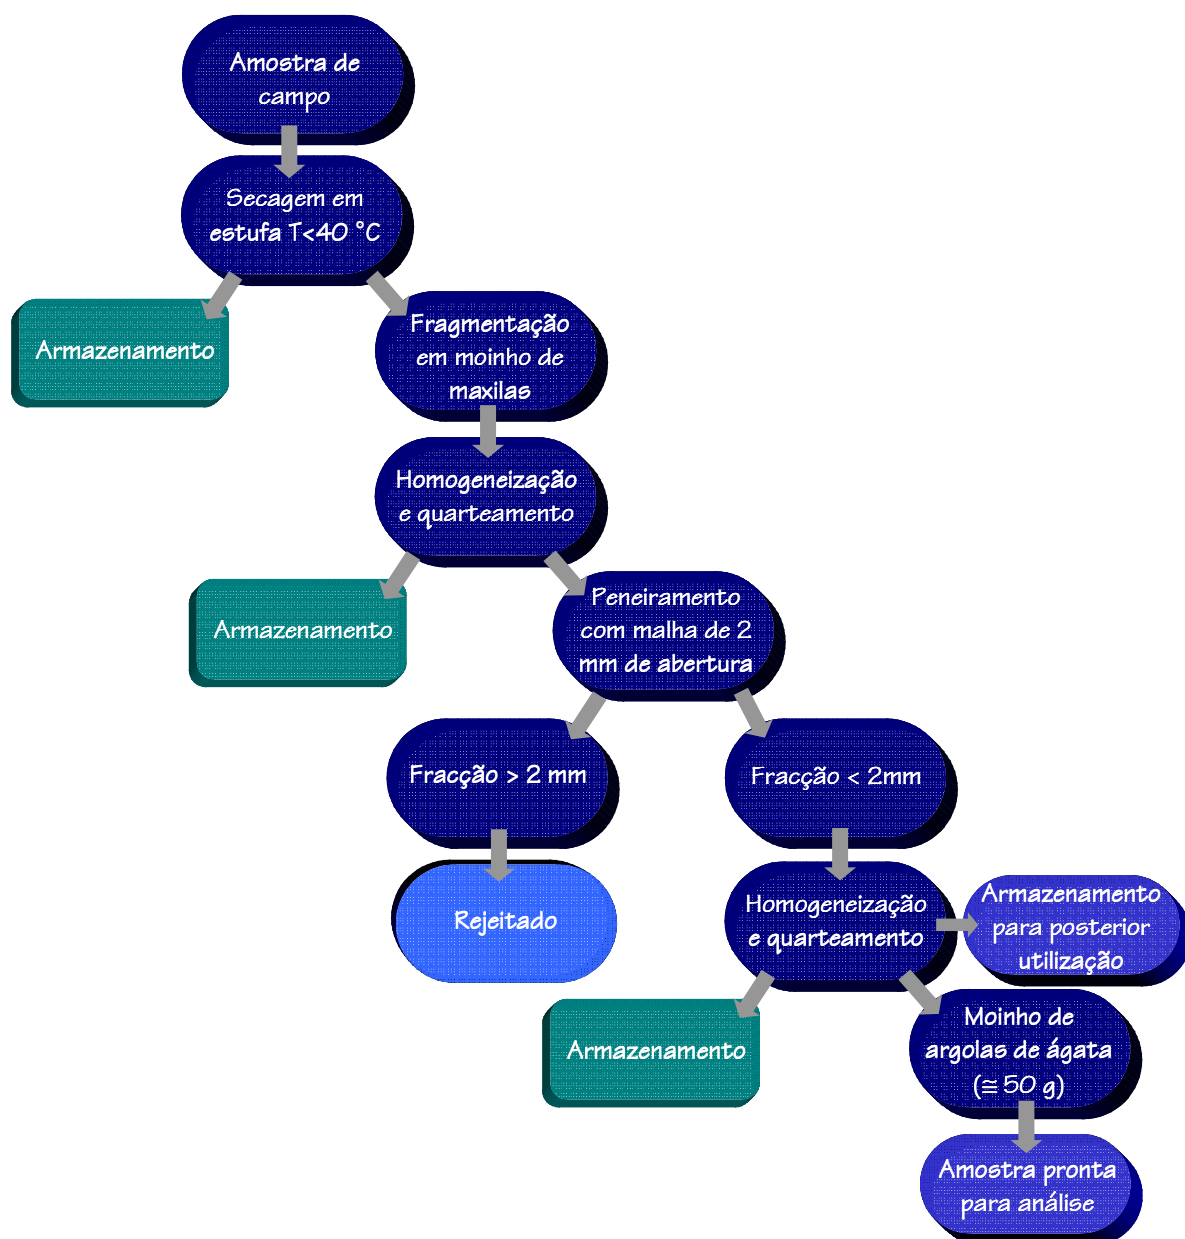 Amostra de
campo
Secagem em
estufa T<40 °C
Armazenamento
Fragmentação
em moinho de
maxilas
Homogeneização
e quarteamento
Armazenamento
Peneiramento
com malha de 2
mm de abertura
Fracção > 2 mm
Fracção < 2mm
Rejeitado
Homogeneização
e quarteamento
Armazenamento
para posterior
utilização
Armazenamento
Moinho de
argolas de ágata
(≅ 50 g)
Amostra pronta
para análise